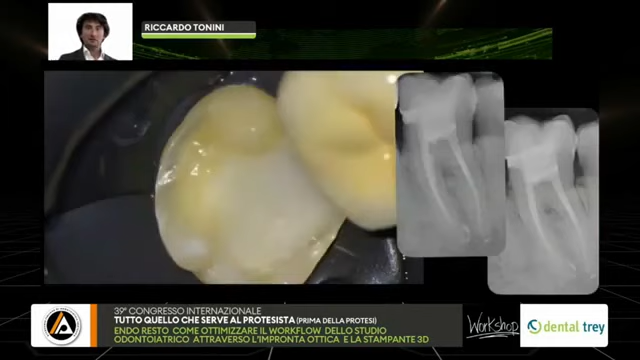 RICCARDO TONINI
39° CONGRESSO INTERNAZIONALE
TUTTO QUELLO CHE SERVE AL PROTESISTA (PRIMA DELLA PROTESI)
ENDO RESTO COME OTTIMIZZARE IL WORKFLOW DELLO STUDIO
ODONTOIATRICO ATTRAVERSO L'IMPRONTA OTTICA E LA STAMPANTE 3D
Workshop
dental trey